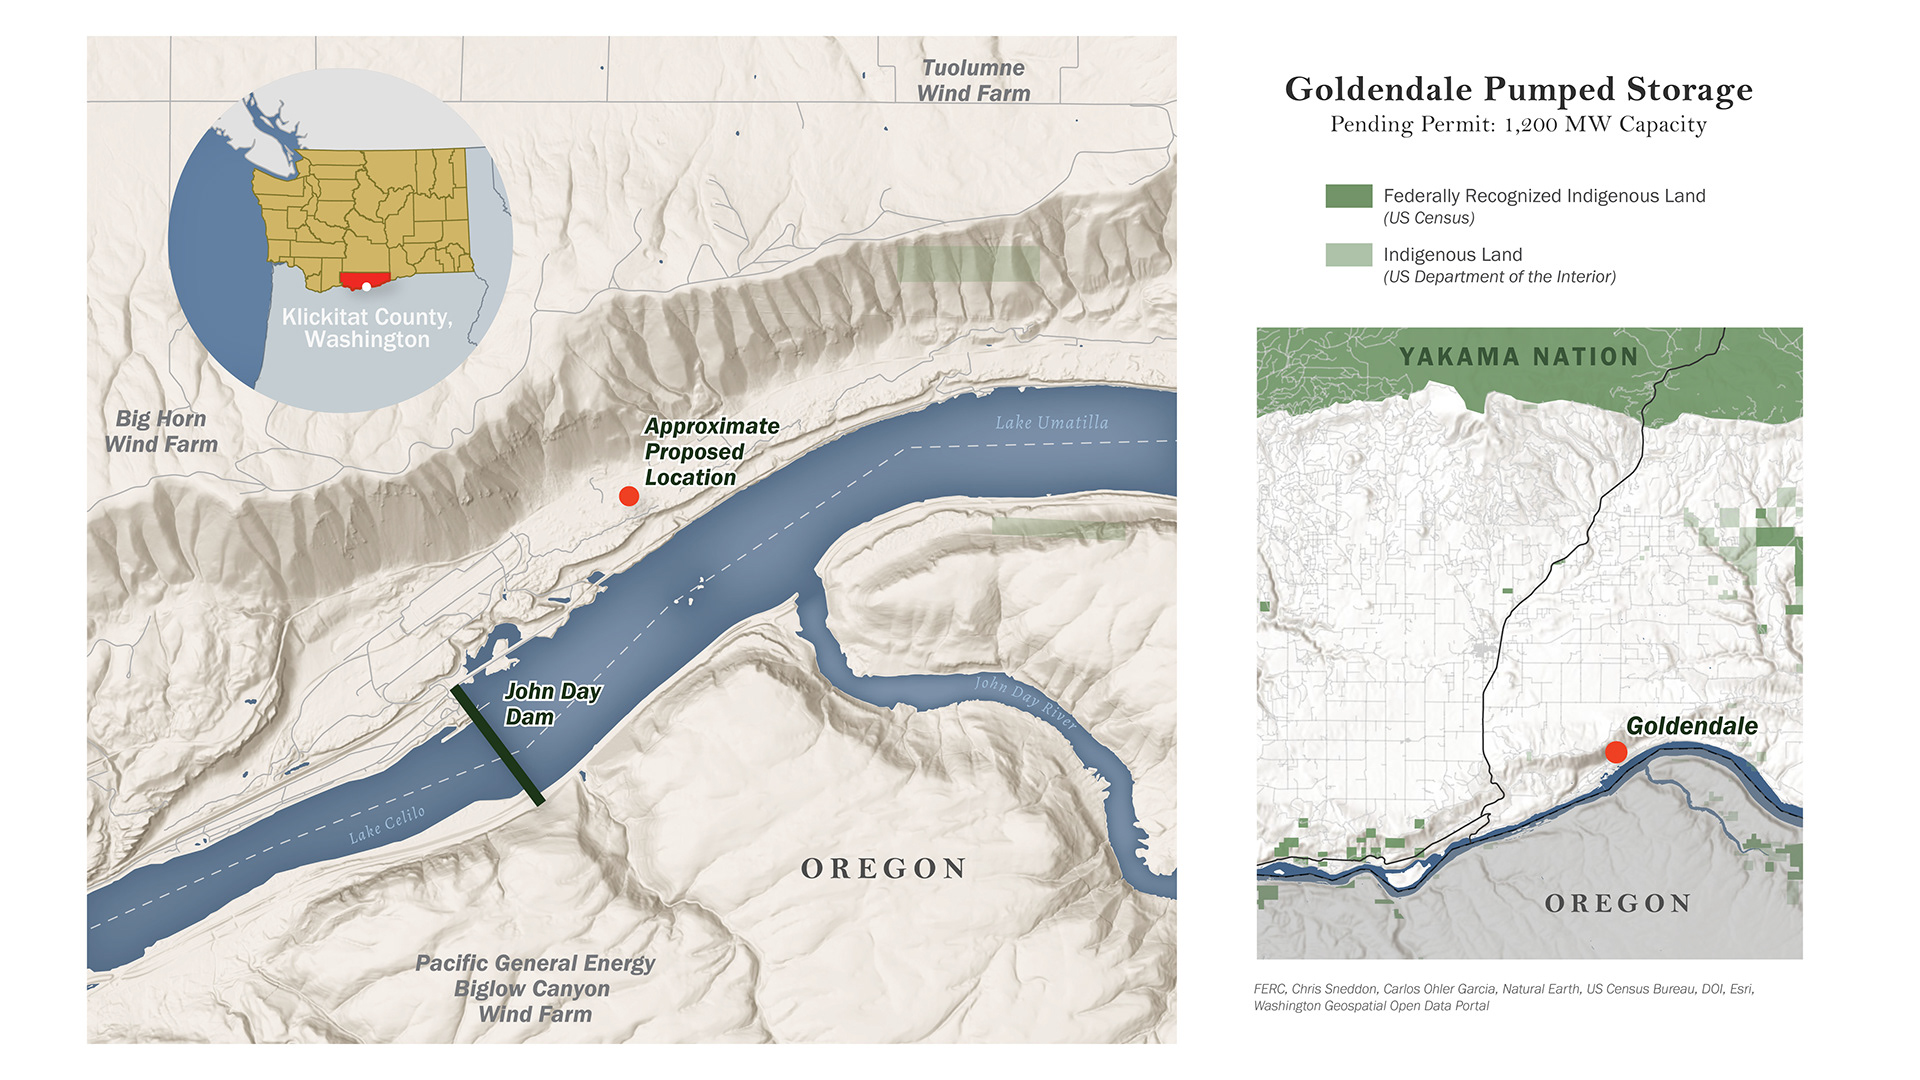 Tuolumne
Wind Farm
Klickitat County,
Washington
Big Horn
Wind Farm
Approximate
Proposed
Location
Lake Umatilla
John Day
Dam
John Day River
Lake Celilo
OREGON
Pacific General Energy
Biglow Canyon
Wind Farm
Goldendale Pumped Storage
Pending Permit: 1,200 MW Capacity
Federally Recognized Indigenous Land
(US Census)
Indigenous Land
(US Department of the Interior)
YAKAMA NATION
Goldendale
OREGON
FERC, Chris Sneddon, Carlos Ohler Garcia, Natural Earth, US Census Bureau, DOI, Esri,
Washington Geospatial Open Data Portal